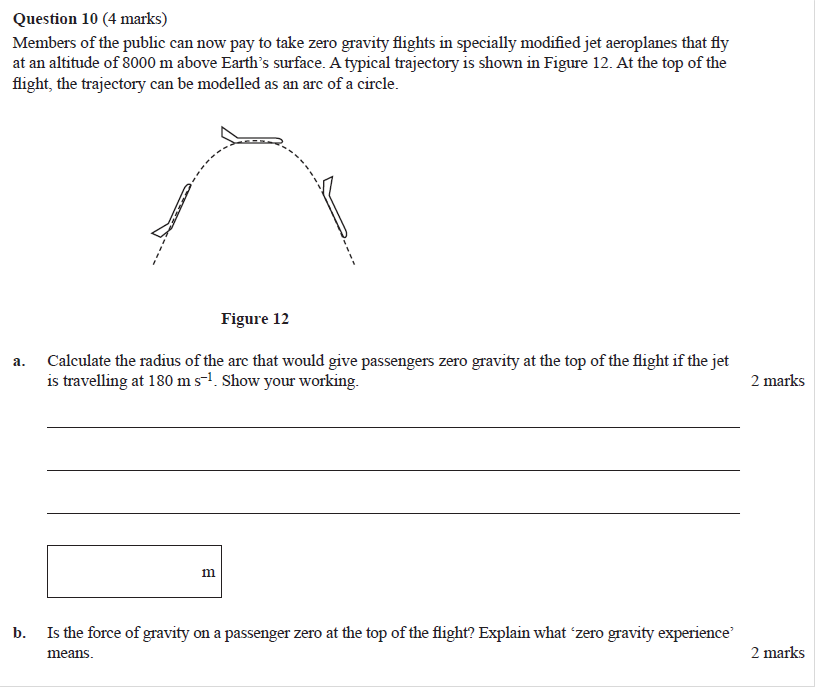 Question 10 (4 marks)
Members of the public can now pay to take zero gravity flights in specially modified jet aeroplanes that fly
at an altitude of 8000 m above Earth’s surface. A typical trajectory is shown in Figure 12. At the top of the
flight, the trajectory can be modelled as an arc of a circle.
Figure 12
a. Calculate the radius of the arc that would give passengers zero gravity at the top of the flight if the jet
is travelling at 180 m s⁻¹. Show your working. 2 marks
m
b. Is the force of gravity on a passenger zero at the top of the flight? Explain what ‘zero gravity experience’
means. 2 marks